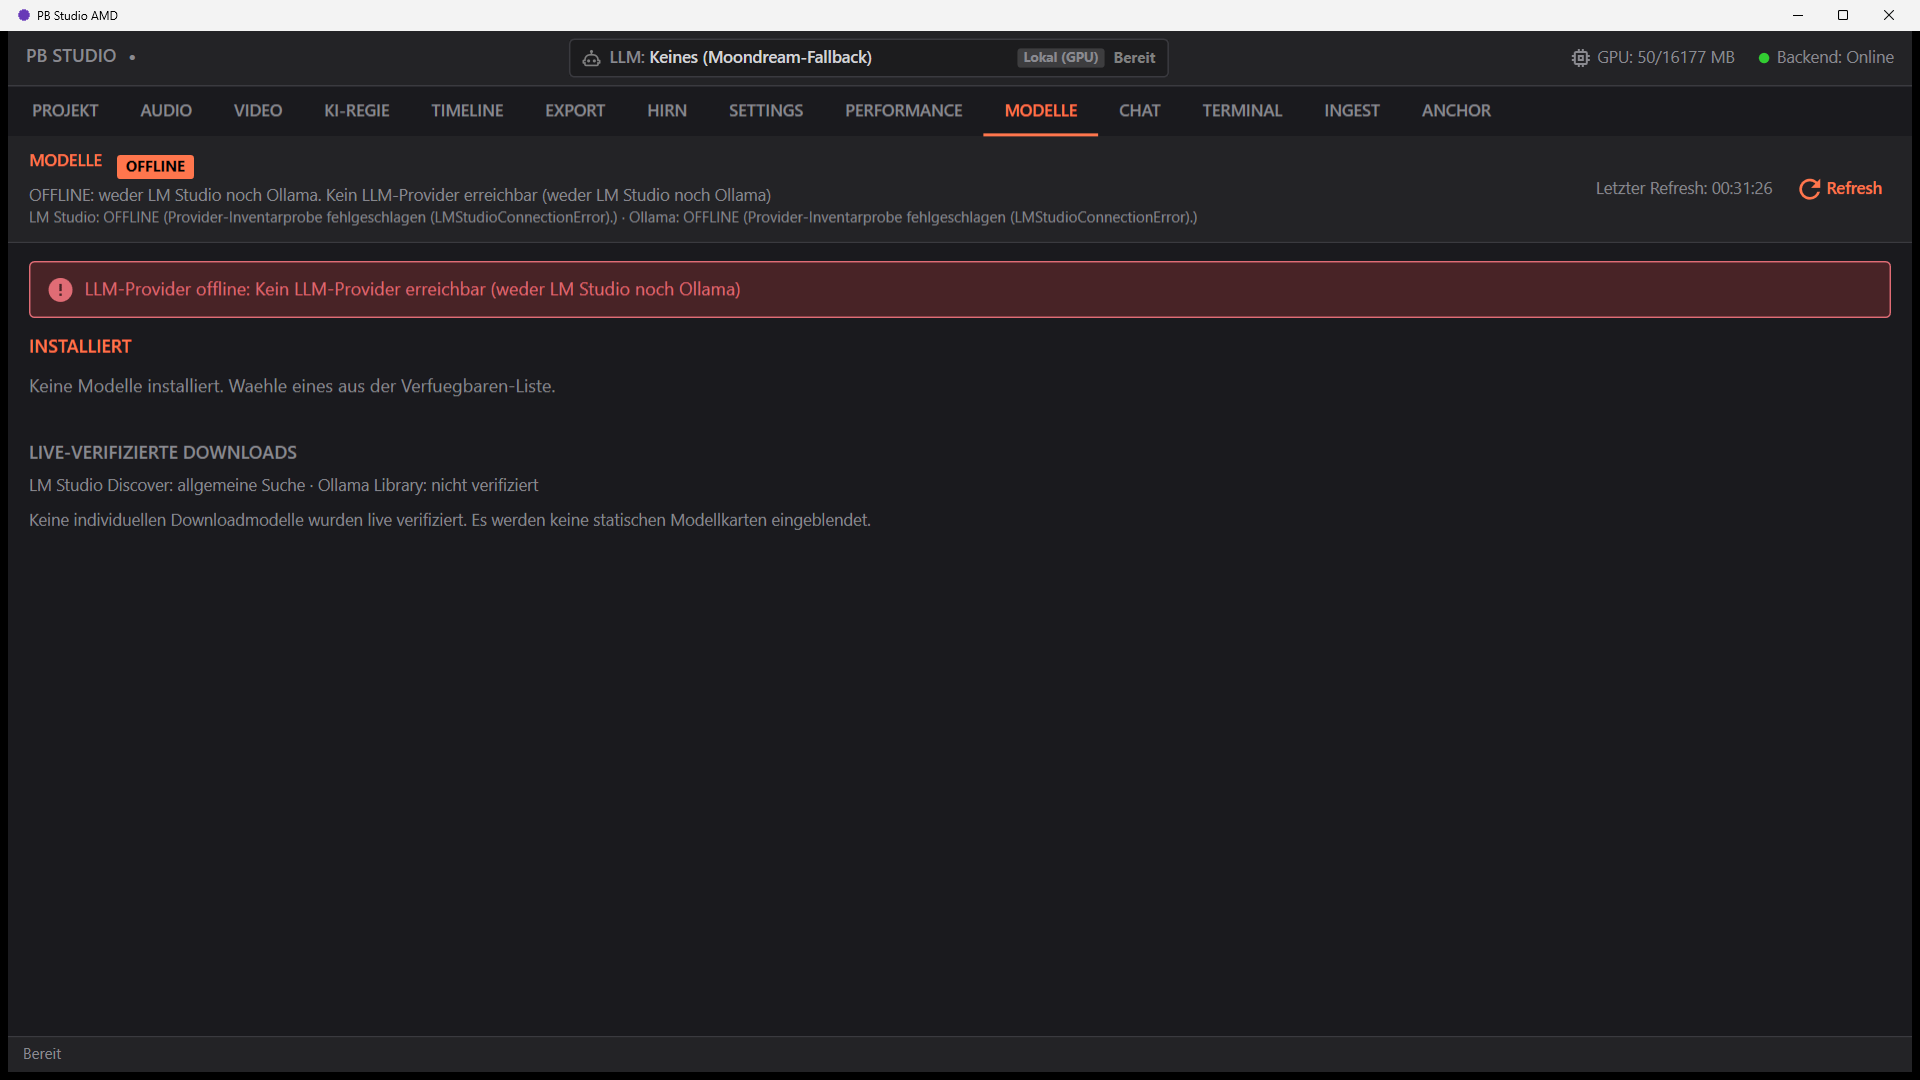 PB Studio AMD
PB STUDIO •
LLM: Keines (Moondream-Fallback) Lokal (GPU) Bereit
GPU: 50/16177 MB
Backend: Online
PROJEKT AUDIO VIDEO KI-REGIE TIMELINE EXPORT HIRN SETTINGS PERFORMANCE MODELLE CHAT TERMINAL INGEST ANCHOR
MODELLE OFFLINE
OFFLINE: weder LM Studio noch Ollama. Kein LLM-Provider erreichbar (weder LM Studio noch Ollama)
LM Studio: OFFLINE (Provider-Inventarprobe fehlgeschlagen (LMStudioConnectionError).) · Ollama: OFFLINE (Provider-Inventarprobe fehlgeschlagen (LMStudioConnectionError).)
Letzter Refresh: 00:31:26 Refresh
LLM-Provider offline: Kein LLM-Provider erreichbar (weder LM Studio noch Ollama)
INSTALLIERT
Keine Modelle installiert. Waehle eines aus der Verfuegbaren-Liste.
LIVE-VERIFIZIERTE DOWNLOADS
LM Studio Discover: allgemeine Suche · Ollama Library: nicht verifiziert
Keine individuellen Downloadmodelle wurden live verifiziert. Es werden keine statischen Modellkarten eingeblendet.
Bereit